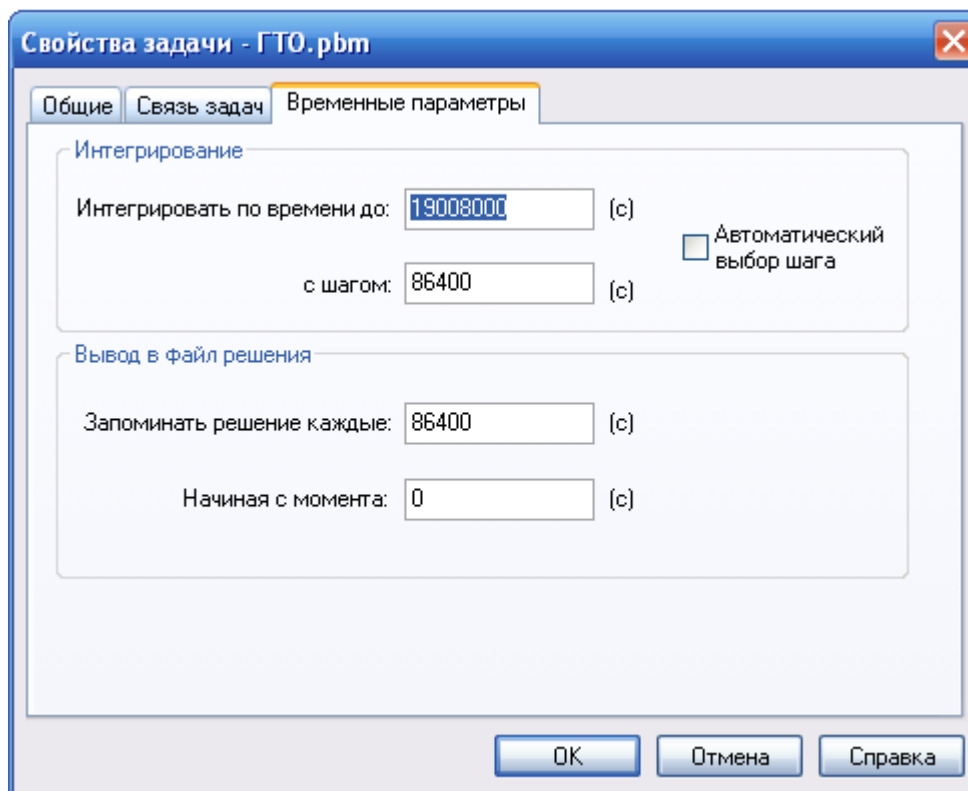 Свойства задачи - ГТО.pbm
Общие Связь задач Временные параметры
Интегрирование
Интегрировать по времени до: 19008000 (с)
Автоматический
выбор шага
с шагом: 86400 (с)
Вывод в файл решения
Запоминать решение каждые: 86400 (с)
Начиная с момента: 0 (с)
ОК Отмена Справка